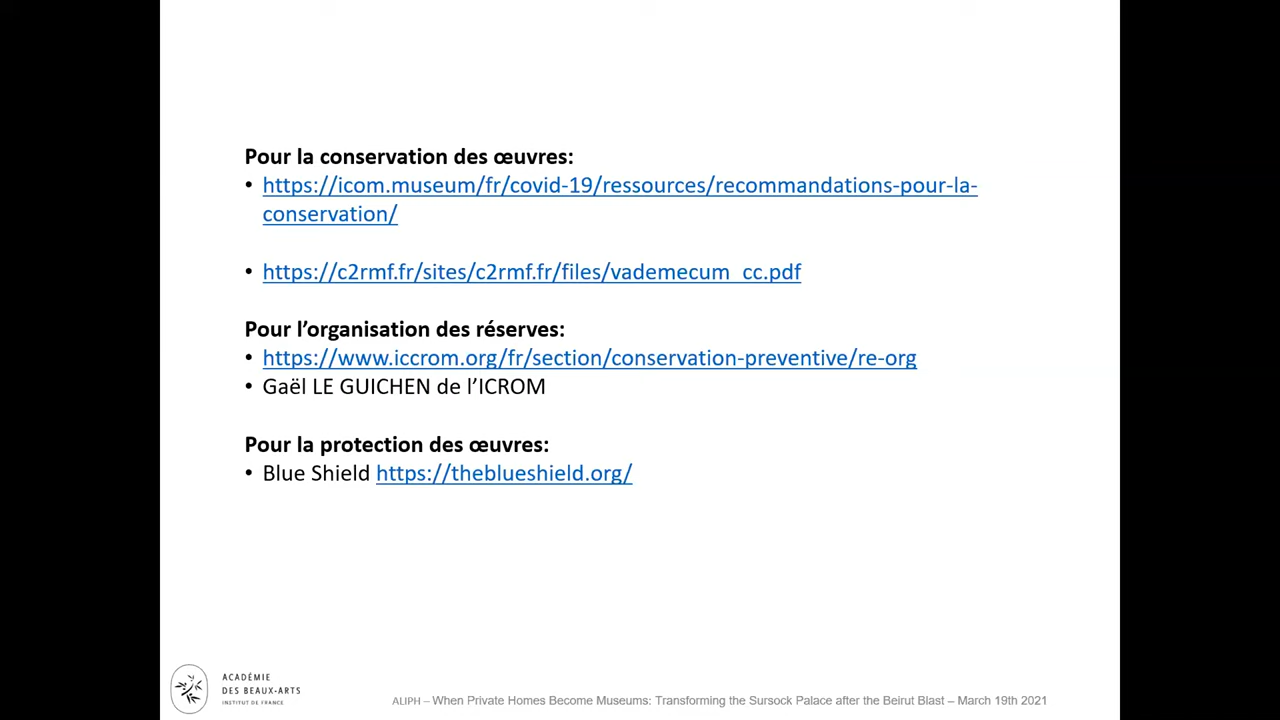 Pour la conservation des œuvres:
• https://icom.museum/fr/covid-19/ressources/recommandations-pour-la-
conservation/
• https://c2rmf.fr/sites/c2rmf.fr/files/vademecum_cc.pdf
Pour l’organisation des réserves:
• https://www.iccrom.org/fr/section/conservation-preventive/re-org
• Gaël LE GUICHEN de l’ICROM
Pour la protection des œuvres:
• Blue Shield https://theblueshield.org/
ACADÉMIE
DES BEAUX-ARTS
INSTITUT DE FRANCE
ALIPH – When Private Homes Become Museums: Transforming the Sursock Palace after the Beirut Blast – March 19th 2021